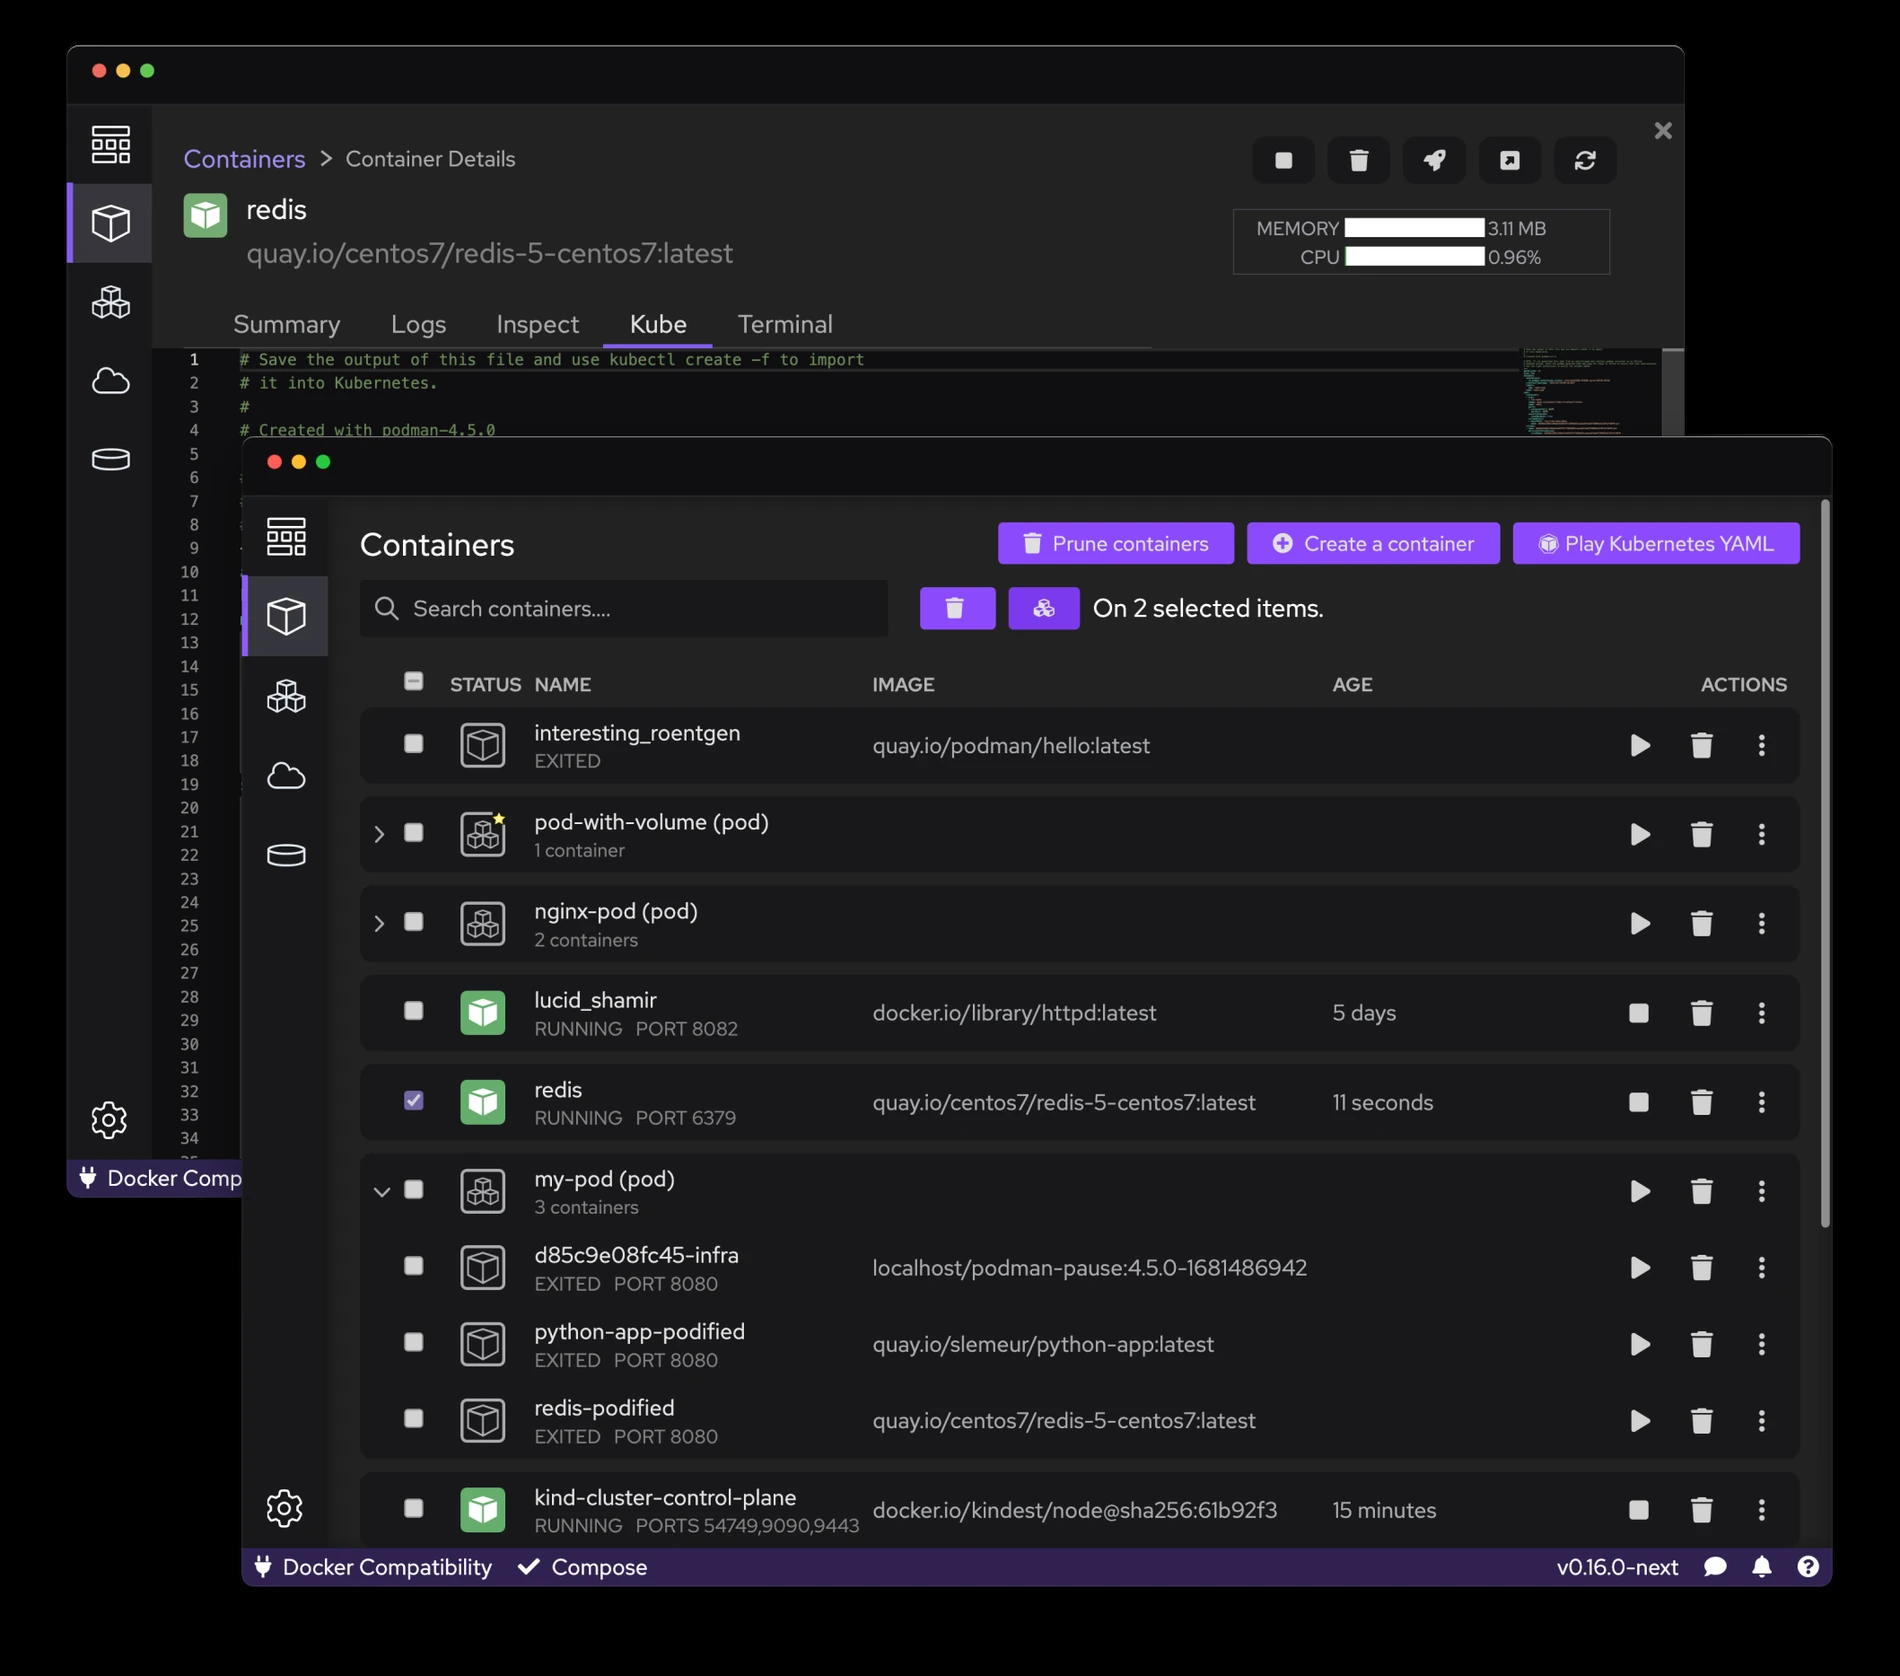 Containers > Container Details
redis
quay.io/centos7/redis-5-centos7:latest
MEMORY 3.11 MB
CPU 0.96%
Summary Logs Inspect Kube Terminal
1 # Save the output of this file and use kubectl create -f to import
2 # it into Kubernetes.
3 #
4 # Created with podman-4.5.0
5
6
7
8
9
10
11
12
13
14
15
16
17
18
19
20
21
22
23
24
25
26
27
28
29
30
31
32
33
34
Docker Comp
Containers
Prune containers
Create a container
Play Kubernetes YAML
Search containers....
On 2 selected items.
STATUS NAME IMAGE AGE ACTIONS
interesting_roentgen
EXITED
quay.io/podman/hello:latest
pod-with-volume (pod)
1 container
nginx-pod (pod)
2 containers
lucid_shamir
RUNNING PORT 8082
docker.io/library/httpd:latest
5 days
redis
RUNNING PORT 6379
quay.io/centos7/redis-5-centos7:latest
11 seconds
my-pod (pod)
3 containers
d85c9e08fc45-infra
EXITED PORT 8080
localhost/podman-pause:4.5.0-1681486942
python-app-podified
EXITED PORT 8080
quay.io/slemeur/python-app:latest
redis-podified
EXITED PORT 8080
quay.io/centos7/redis-5-centos7:latest
kind-cluster-control-plane
RUNNING PORTS 54749,9090,9443
docker.io/kindest/node@sha256:61b92f3
15 minutes
Docker Compatibility
Compose
v0.16.0-next